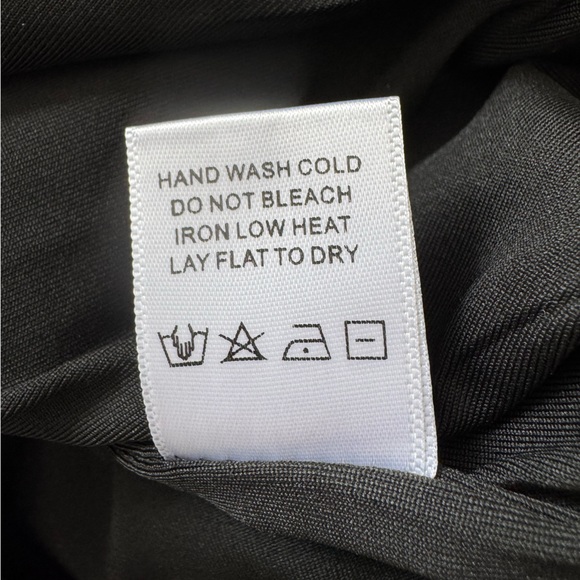 HAND WASH COLD
DO NOT BLEACH
IRON LOW HEAT
LAY FLAT TO DRY